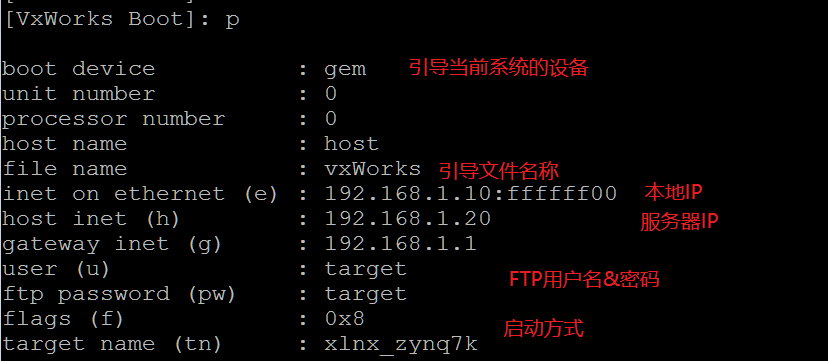 [VxWorks Boot]: p
boot device : gem 引导当前系统的设备
unit number : 0
processor number : 0
host name : host
file name : vxWorks 引导文件名称
inet on ethernet (e) : 192.168.1.10:ffffff00 本地IP
host inet (h) : 192.168.1.20 服务器IP
gateway inet (g) : 192.168.1.1
user (u) : target
FTP用户名&密码
ftp password (pw) : target
flags (f) : 0x8
启动方式
target name (tn) : xlnx_zynq7k